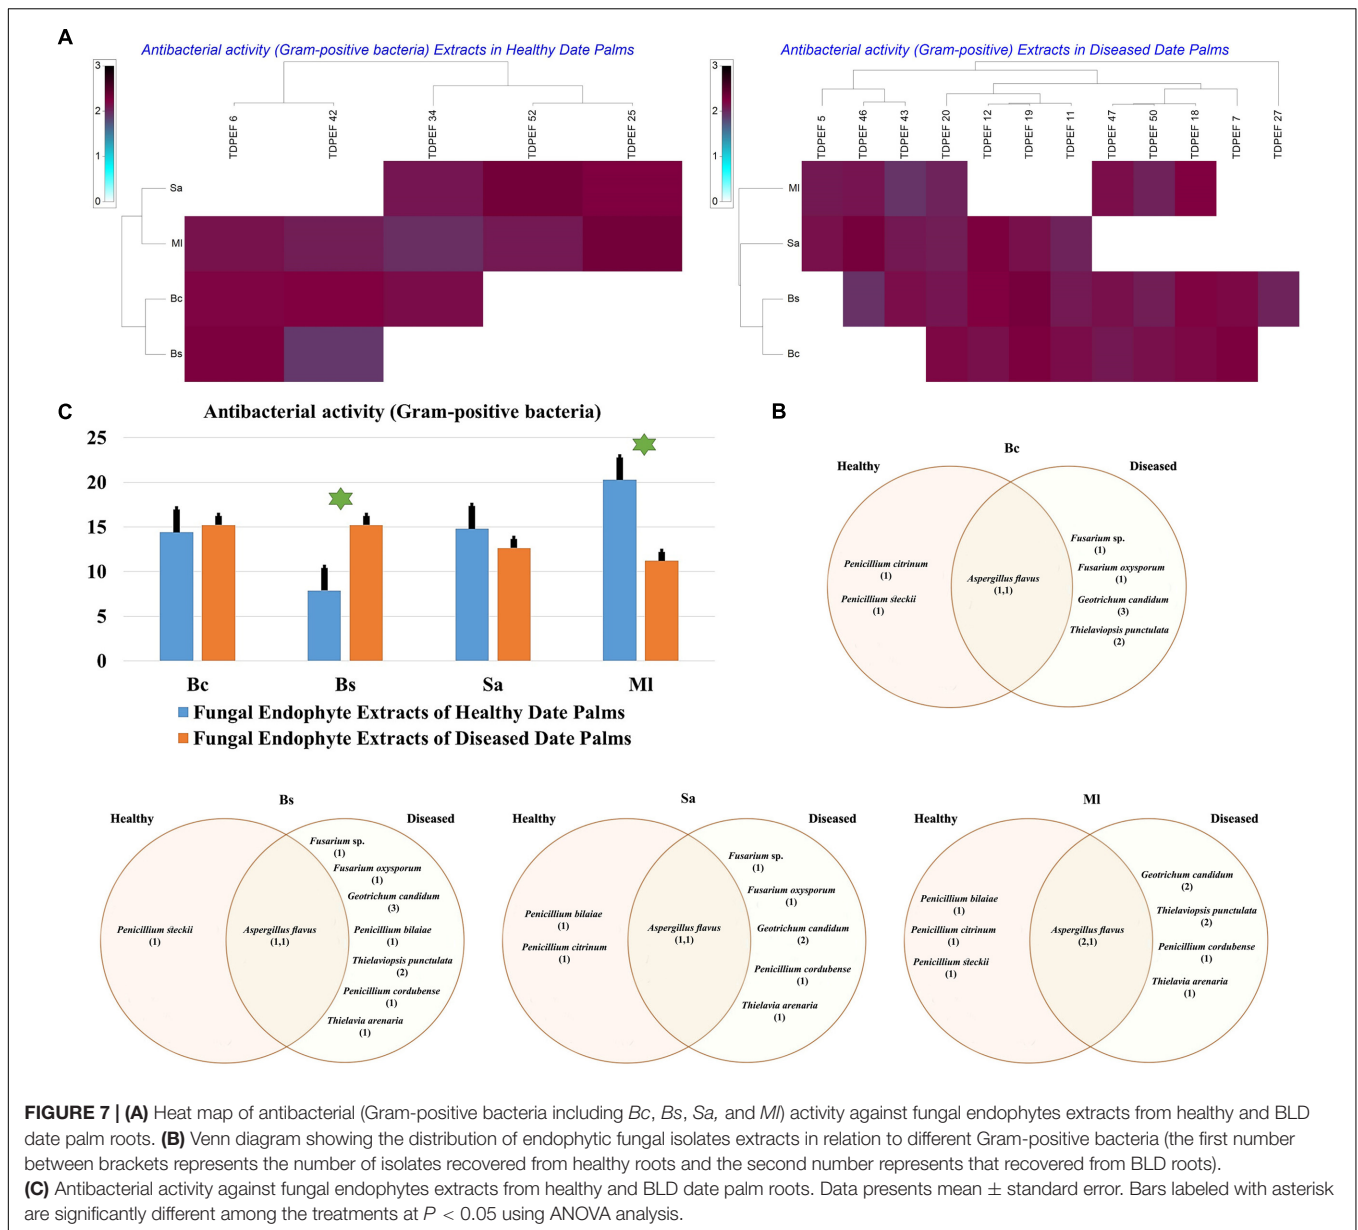 A
Antibacterial activity (Gram-positive bacteria) Extracts in Healthy Date Palms
3
2
1
0
TDPEF 6
TDPEF 42
TDPEF 34
TDPEF 52
TDPEF 25
Sa
Ml
Bc
Bs
Antibacterial activity (Gram-positive) Extracts in Diseased Date Palms
3
2
1
0
TDPEF 5
TDPEF 46
TDPEF 43
TDPEF 20
TDPEF 12
TDPEF 19
TDPEF 11
TDPEF 47
TDPEF 50
TDPEF 18
TDPEF 7
TDPEF 27
Ml
Sa
Bs
Bc
C
Antibacterial activity (Gram-positive bacteria)
25
20
15
10
5
0
Bc Bs Sa Ml
Fungal Endophyte Extracts of Healthy Date Palms
Fungal Endophyte Extracts of Diseased Date Palms
B
Bc
Healthy
Diseased
Penicillium citrinum
(1)
Penicillium steckii
(1)
Aspergillus flavus
(1,1)
Fusarium sp.
(1)
Fusarium oxysporum
(1)
Geotrichum candidum
(3)
Thielaviopsis punctulata
(2)
Bs
Healthy
Diseased
Penicillium steckii
(1)
Aspergillus flavus
(1,1)
Fusarium sp.
(1)
Fusarium oxysporum
(1)
Geotrichum candidum
(3)
Penicillium bilaiae
(1)
Thielaviopsis punctulata
(2)
Penicillium cordubense
(1)
Thielavia arenaria
(1)
Sa
Healthy
Diseased
Penicillium bilaiae
(1)
Penicillium citrinum
(1)
Aspergillus flavus
(1,1)
Fusarium sp.
(1)
Fusarium oxysporum
(1)
Geotrichum candidum
(2)
Penicillium cordubense
(1)
Thielavia arenaria
(1)
Ml
Healthy
Diseased
Penicillium bilaiae
(1)
Penicillium citrinum
(1)
Penicillium steckii
(1)
Aspergillus flavus
(2,1)
Geotrichum candidum
(2)
Thielaviopsis punctulata
(2)
Penicillium cordubense
(1)
Thielavia arenaria
(1)
FIGURE 7 | (A) Heat map of antibacterial (Gram-positive bacteria including Bc, Bs, Sa, and Ml) activity against fungal endophytes extracts from healthy and BLD
date palm roots. (B) Venn diagram showing the distribution of endophytic fungal isolates extracts in relation to different Gram-positive bacteria (the first number
between brackets represents the number of isolates recovered from healthy roots and the second number represents that recovered from BLD roots).
(C) Antibacterial activity against fungal endophytes extracts from healthy and BLD date palm roots. Data presents mean ± standard error. Bars labeled with asterisk
are significantly different among the treatments at P < 0.05 using ANOVA analysis.